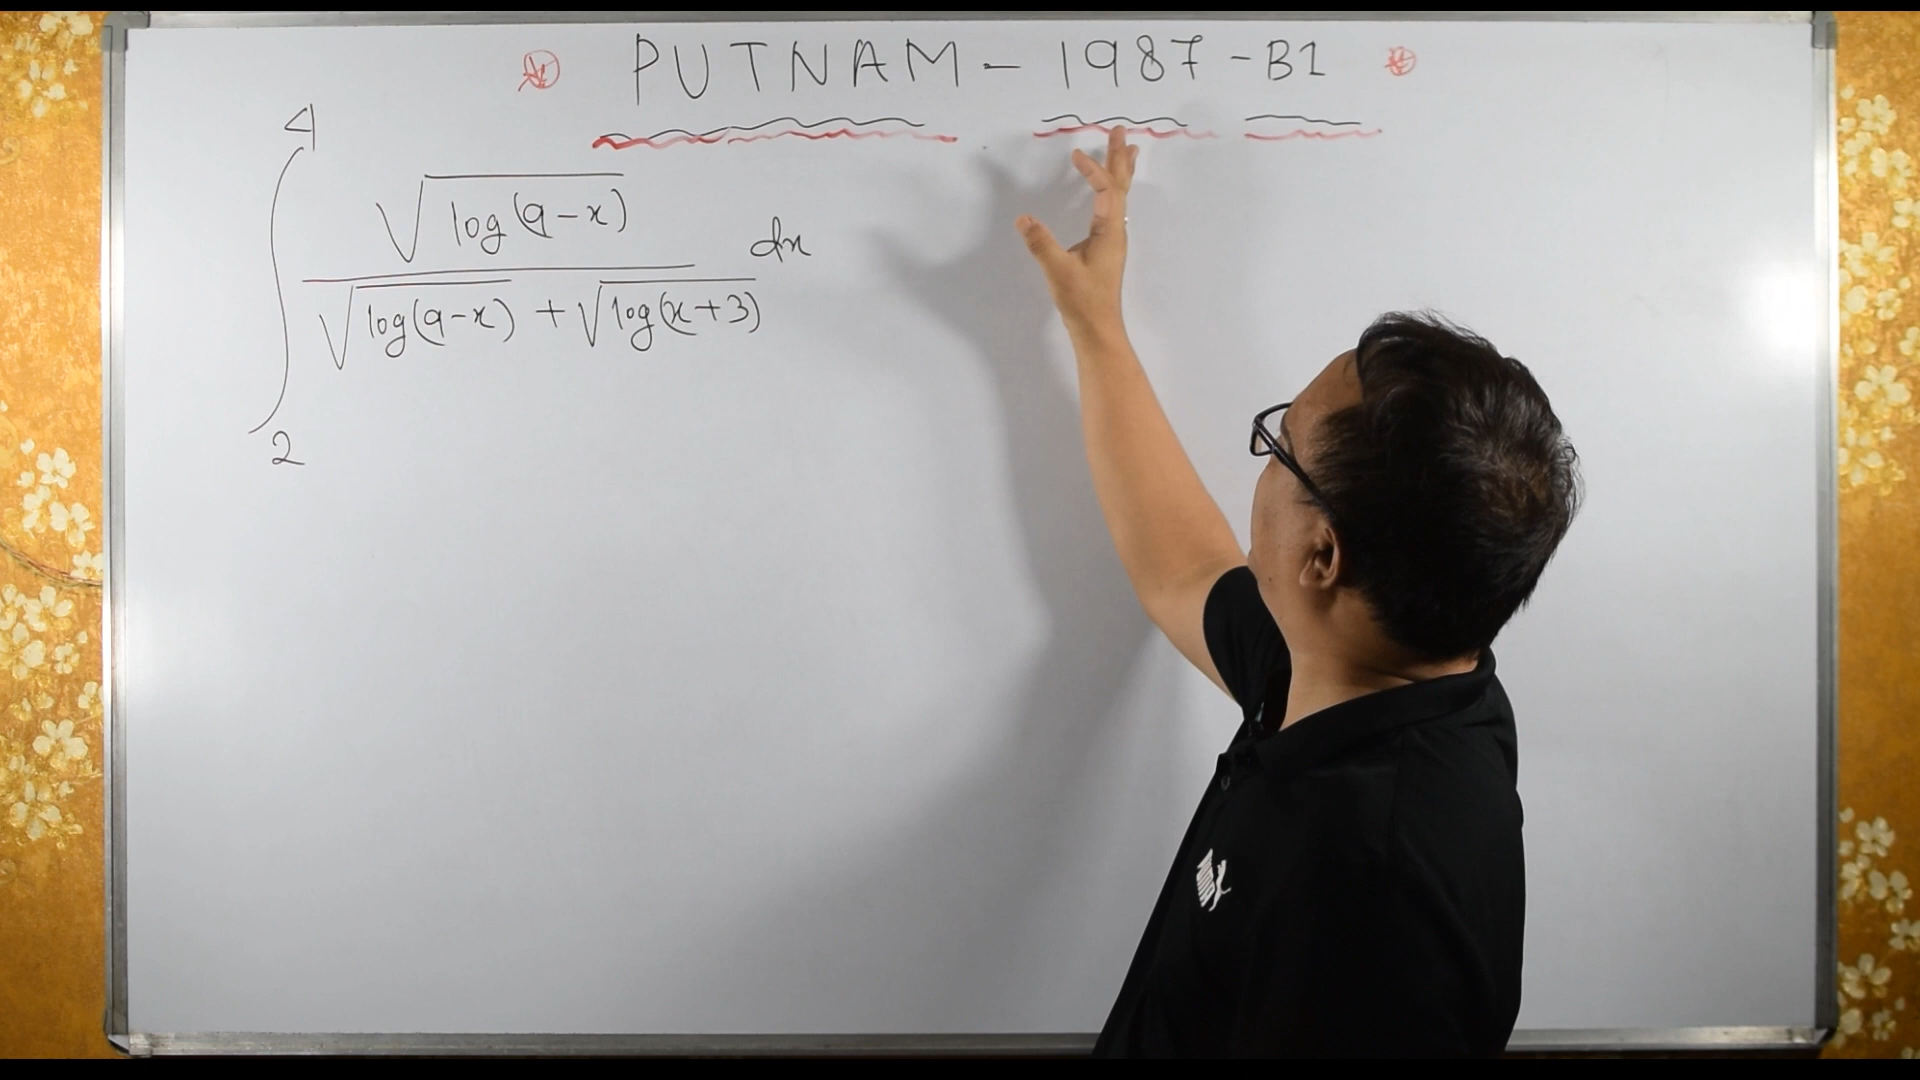 PUTNAM - 1987 - B1
4
√log(9-x)
dx
√log(9-x) + √log(x+3)
2